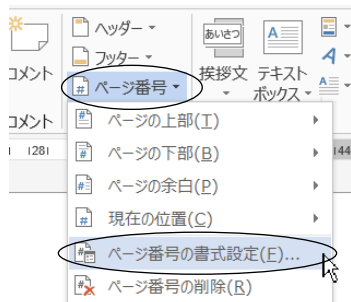 ヘッダー
あいさつ
A
フッター
A
コメント
ページ番号
挨拶文
テキスト
ボックス
A
コメント
ページの上部(T)
ページの下部(B)
ページの余白(P)
現在の位置(C)
ページの書式設定(F)...
ページ番号の削除(R)
|28|
44